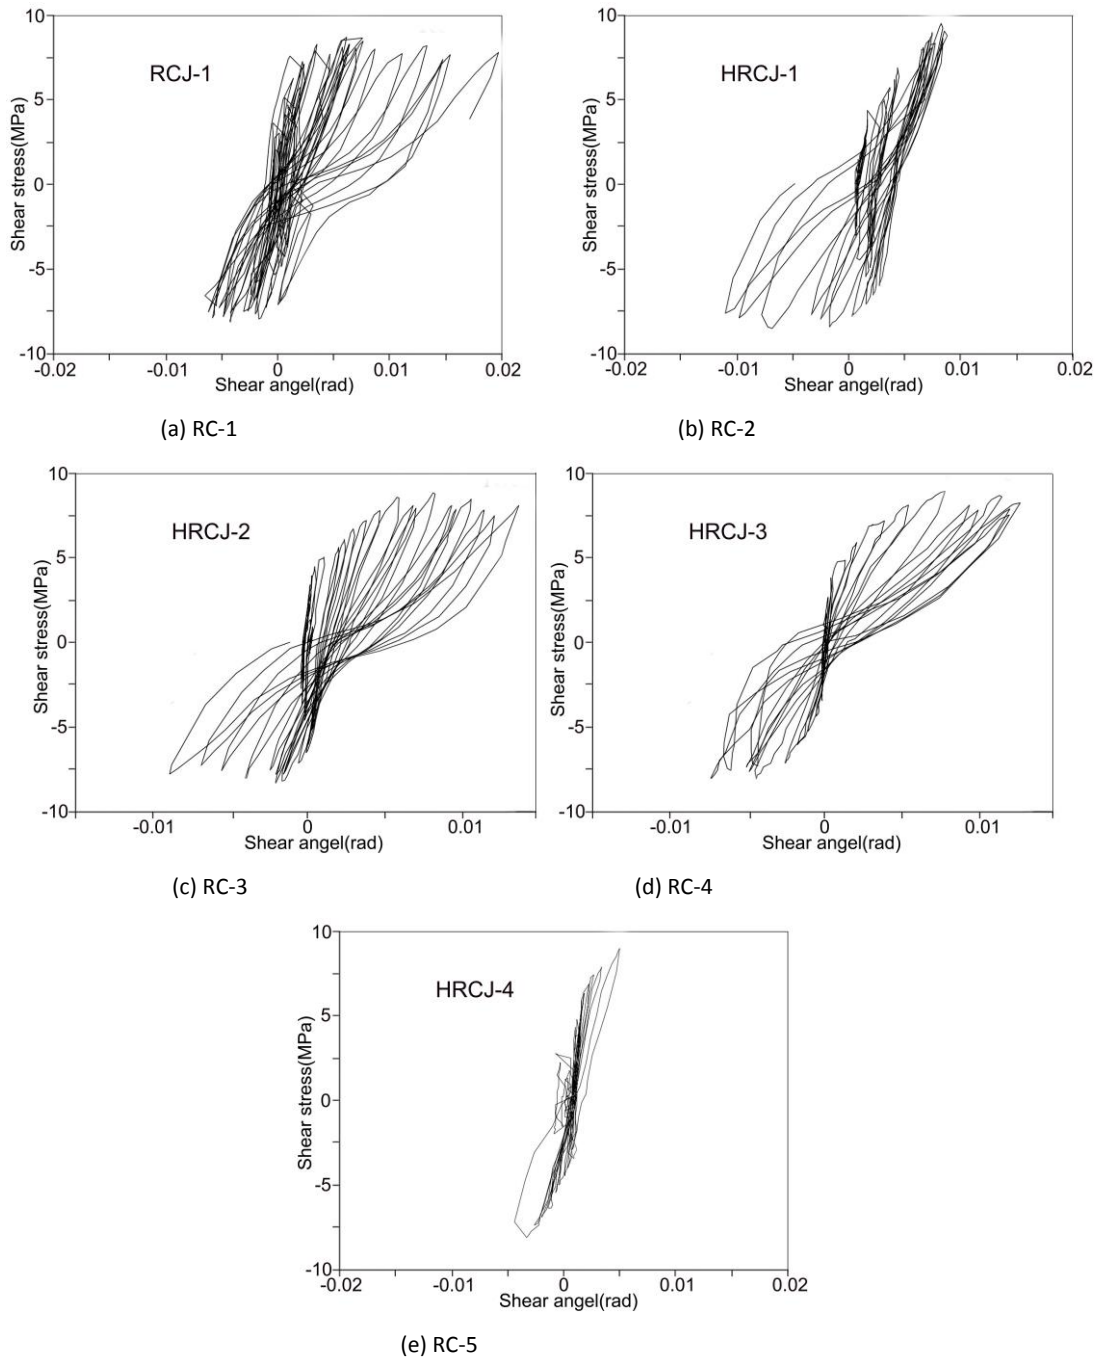 10
5
0
-5
-10
Shear stress(MPa)
RCJ-1
-0.02
-0.01
0
0.01
0.02
Shear angel(rad)
(a) RC-1
10
5
0
-5
-10
Shear stress(MPa)
HRCJ-1
-0.02
-0.01
0
0.01
0.02
Shear angel(rad)
(b) RC-2
10
5
0
-5
-10
Shear stress(MPa)
HRCJ-2
-0.01
0
0.01
Shear angel(rad)
(c) RC-3
10
5
0
-5
-10
Shear stress(MPa)
HRCJ-3
-0.01
0
0.01
Shear angel(rad)
(d) RC-4
10
5
0
-5
-10
Shear stress(MPa)
HRCJ-4
-0.02
-0.01
0
0.01
0.02
Shear angel(rad)
(e) RC-5